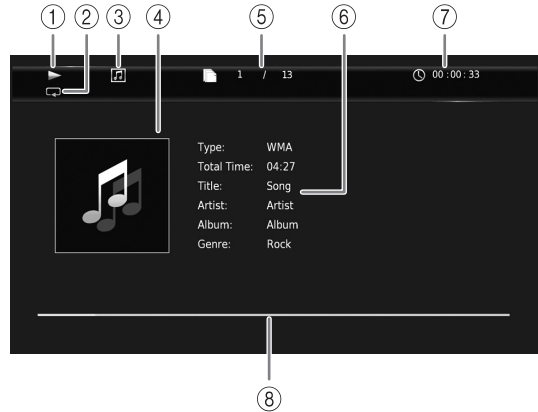 ① ② ③ ④ ⑤ ⑥ ⑦
1 / 13 00:00:33
Type: WMA
Total Time: 04:27
Title: Song
Artist: Artist
Album: Album
Genre: Rock
⑧